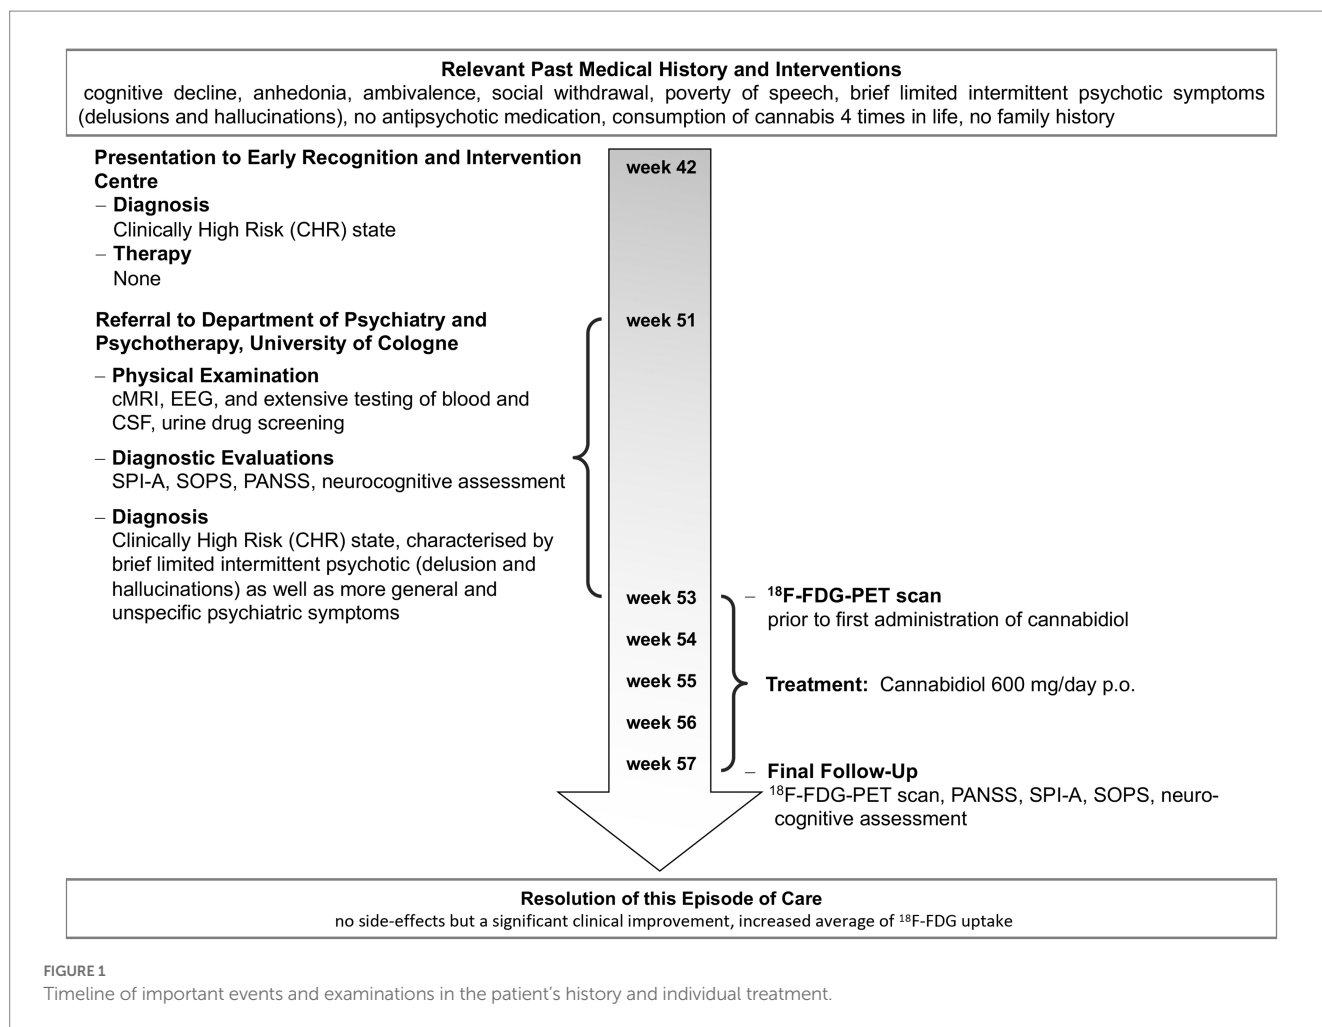 Relevant Past Medical History and Interventions
cognitive decline, anhedonia, ambivalence, social withdrawal, poverty of speech, brief limited intermittent psychotic symptoms
(delusions and hallucinations), no antipsychotic medication, consumption of cannabis 4 times in life, no family history
Presentation to Early Recognition and Intervention
Centre
– Diagnosis
Clinically High Risk (CHR) state
– Therapy
None
week 42
Referral to Department of Psychiatry and
Psychotherapy, University of Cologne
– Physical Examination
cMRI, EEG, and extensive testing of blood and
CSF, urine drug screening
– Diagnostic Evaluations
SPI-A, SOPS, PANSS, neurocognitive assessment
– Diagnosis
Clinically High Risk (CHR) state, characterised by
brief limited intermittent psychotic (delusion and
hallucinations) as well as more general and
unspecific psychiatric symptoms
week 51
week 53
week 54
week 55
week 56
week 57
– ¹⁸F-FDG-PET scan
prior to first administration of cannabidiol
Treatment: Cannabidiol 600 mg/day p.o.
– Final Follow-Up
¹⁸F-FDG-PET scan, PANSS, SPI-A, SOPS, neuro-
cognitive assessment
Resolution of this Episode of Care
no side-effects but a significant clinical improvement, increased average of ¹⁸F-FDG uptake
FIGURE 1
Timeline of important events and examinations in the patient's history and individual treatment.